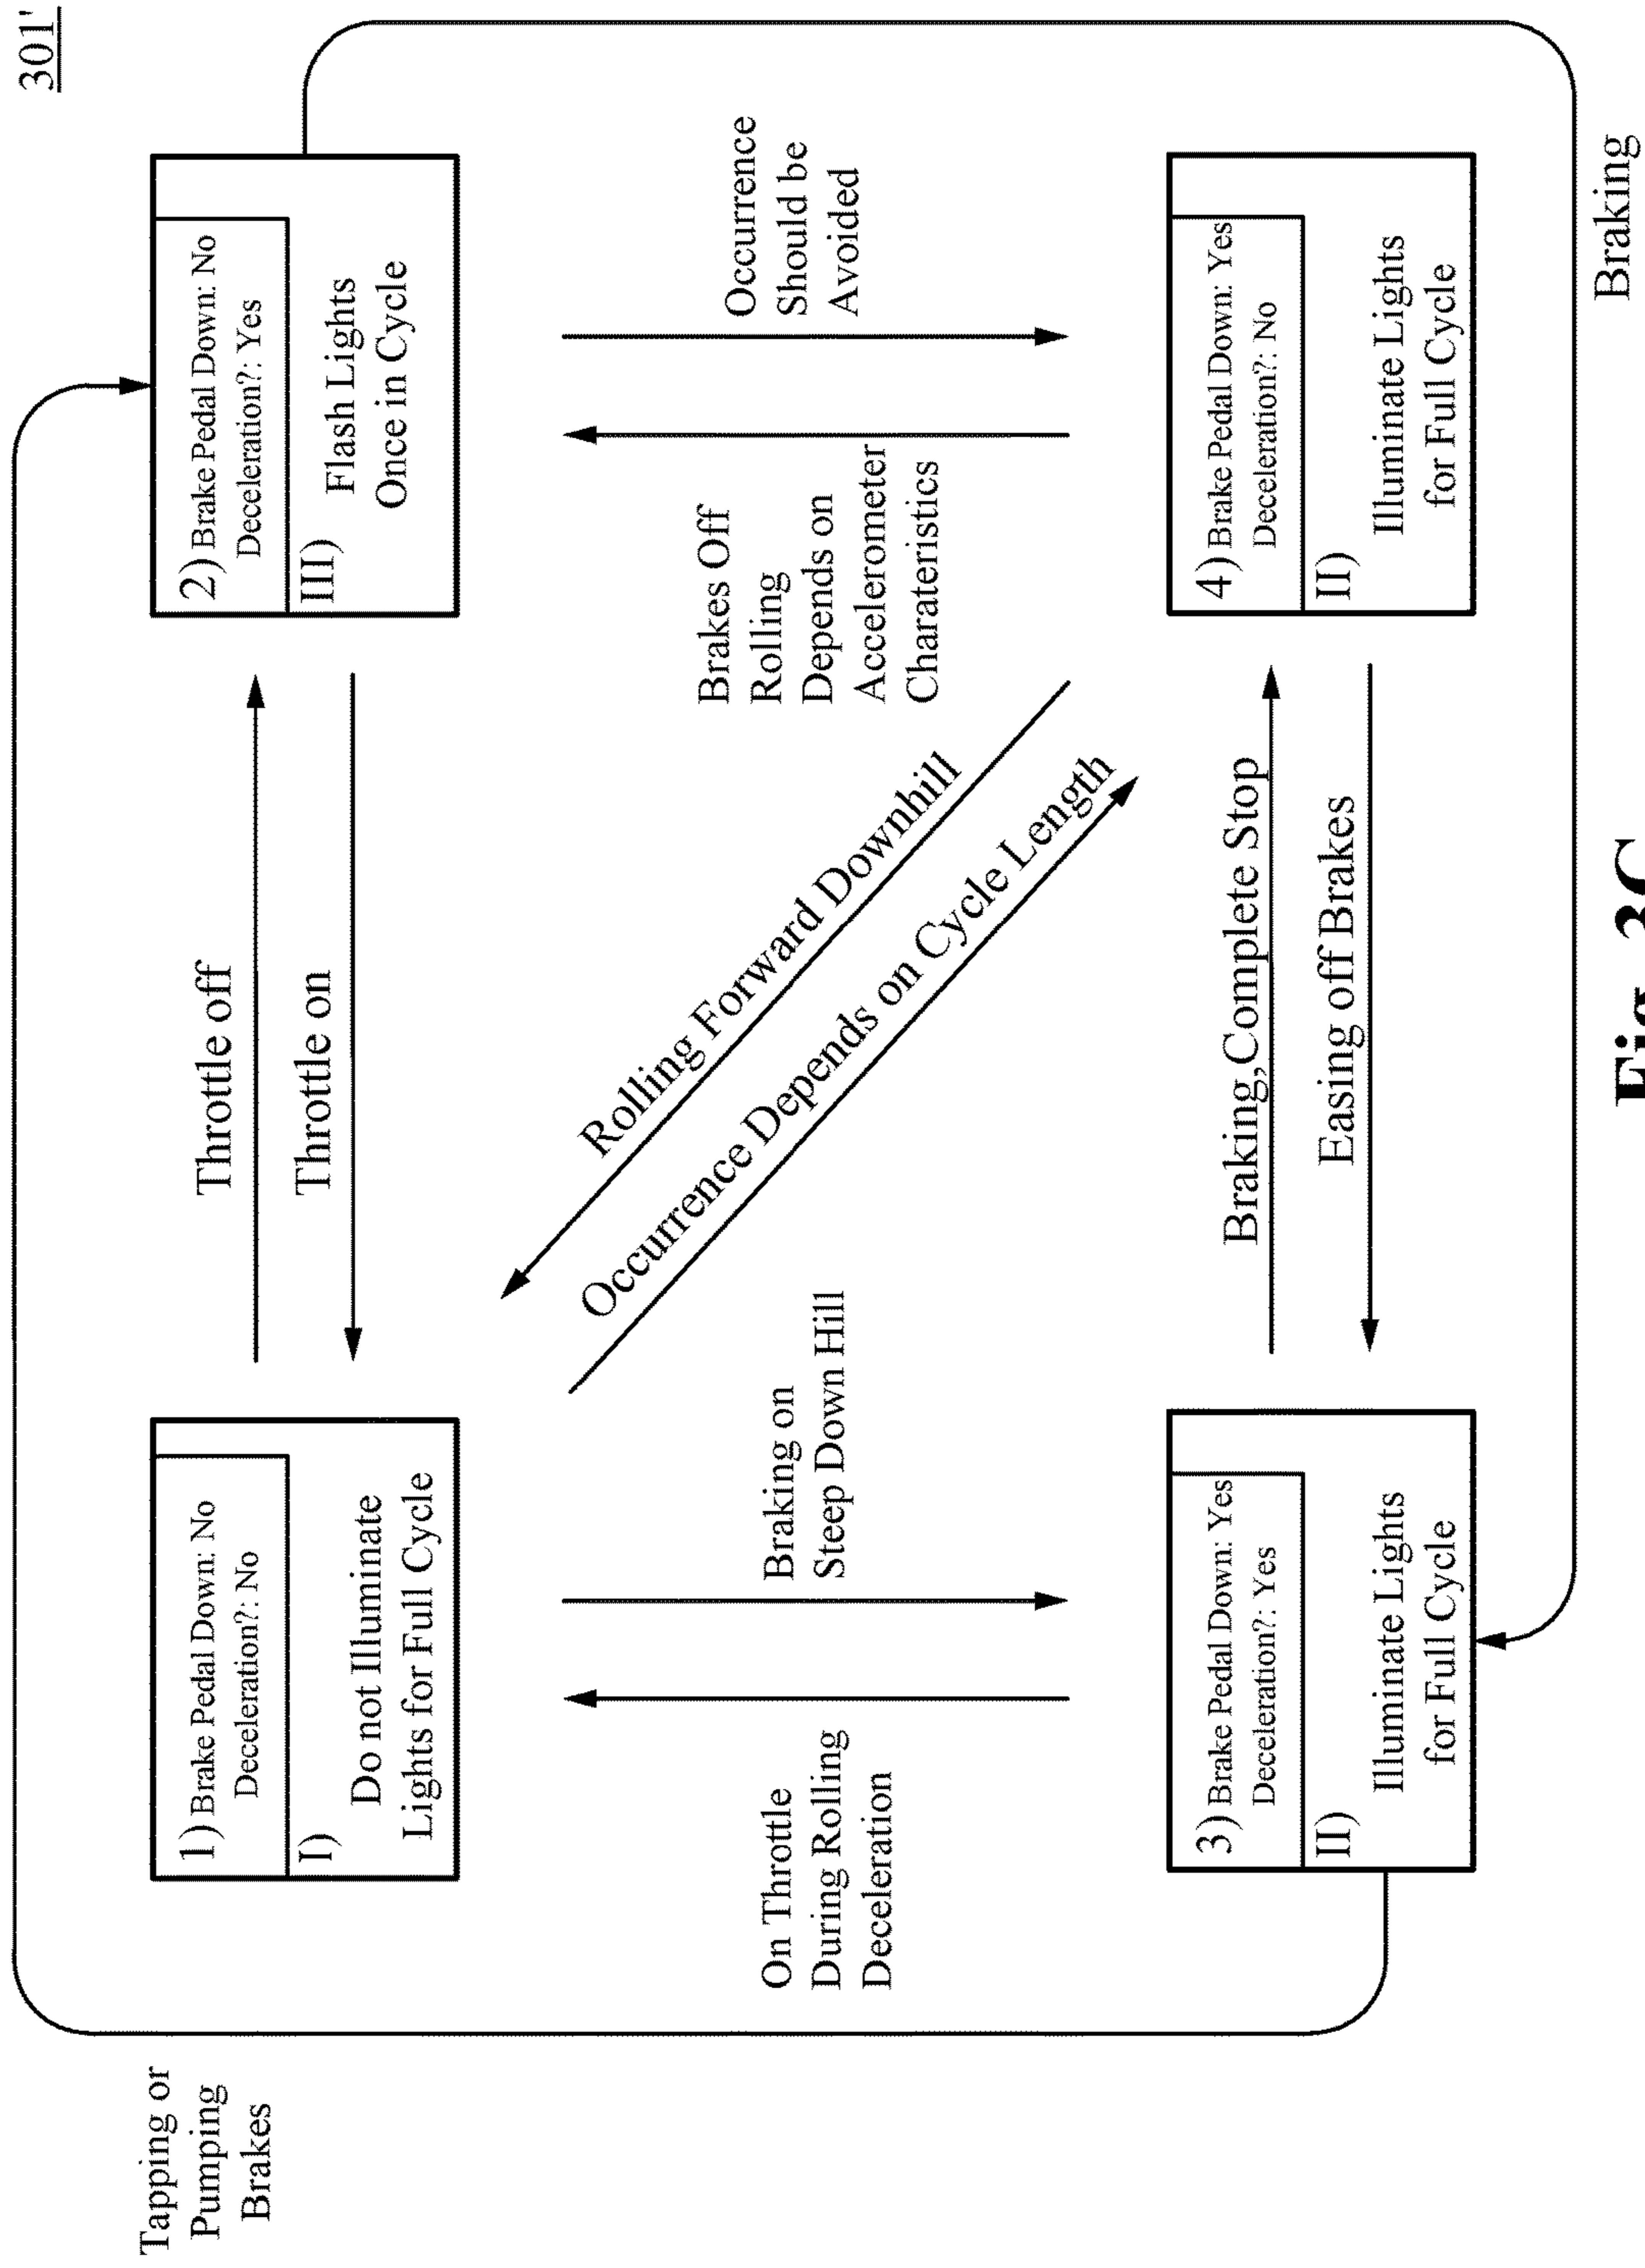 301'
Tapping or
Pumping
Brakes
1) Brake Pedal Down: No
Deceleration?: No
I)
Do not Illuminate
Lights for Full Cycle
Throttle off
Throttle on
2) Brake Pedal Down: No
Deceleration?: Yes
III)
Flash Lights
Once in Cycle
On Throttle
During Rolling
Deceleration
Braking on
Steep Down Hill
Rolling Forward Downhill
Occurrence Depends on Cycle Length
Brakes Off
Rolling
Depends on
Accelerometer
Charateristics
Occurrence
Should be
Avoided
3) Brake Pedal Down: Yes
Deceleration?: Yes
II)
Illuminate Lights
for Full Cycle
Braking,Complete Stop
Easing off Brakes
4) Brake Pedal Down: Yes
Deceleration?: No
II)
Illuminate Lights
for Full Cycle
Braking
Fig. 3C